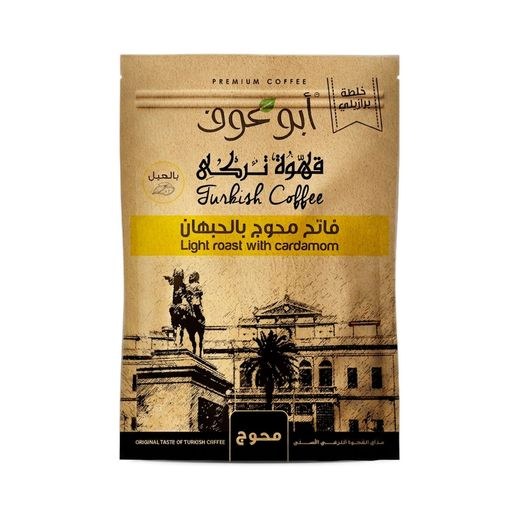 PREMIUM COFFEE
خلطة
برازيلي
أبو عوف
قهوة تركي
بالهيل
Turkish Coffee
فاتح محوج بالحبهان
Light roast with cardamom
محوج
ORIGINAL TASTE OF TURKISH COFFEE
مذاق القهوة التركي الأصلي